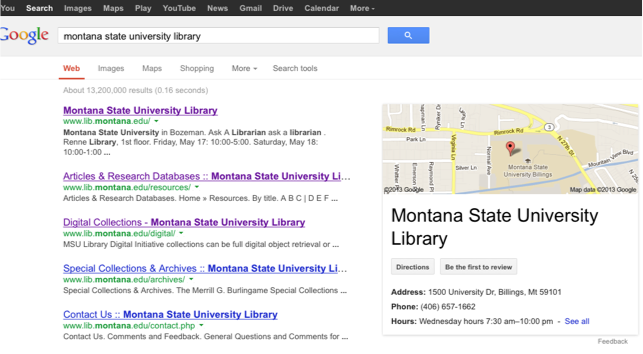 You Search Images Maps Play YouTube News Gmail Drive Calendar More
Google montana state university library
Web Images Maps Shopping More Search tools
About 13,200,000 results (0.16 seconds)
Montana State University Library
www.lib.montana.edu/
Montana State University in Bozeman. Ask A Librarian ask a librarian .
Renne Library, 1st floor. Friday, May 17: 10:00-5:00. Saturday, May 18:
10:00-1:00 ...
Articles & Research Databases :: Montana State University Li...
www.lib.montana.edu/resources/
Articles & Research Databases. Home » Resources. By title. A B C | D E F ...
Digital Collections - Montana State University Library
www.lib.montana.edu/digital/
MSU Library Digital Initiative collections can be full digital object retrieval or ...
Special Collections & Archives :: Montana State University Li...
www.lib.montana.edu/archives/
Special Collections & Archives. The Merrill G. Burlingame Special Collections ...
Contact Us :: Montana State University Library
www.lib.montana.edu/contact.php
Contact Us. Comments and Feedback. General Questions and Comments for ...
Rimrock Rd
Park Ln
Virginia Ln
Rimrock Rd
3
N 27th St
Silver Ln
Normal Ave
Montana State
University Billings
Mountain View Blvd
©2013 Google
Map data ©2013 Google
Montana State University
Library
Directions Be the first to review
Address: 1500 University Dr, Billings, Mt 59101
Phone: (406) 657-1662
Hours: Wednesday hours 7:30 am–10:00 pm - See all
Feedback